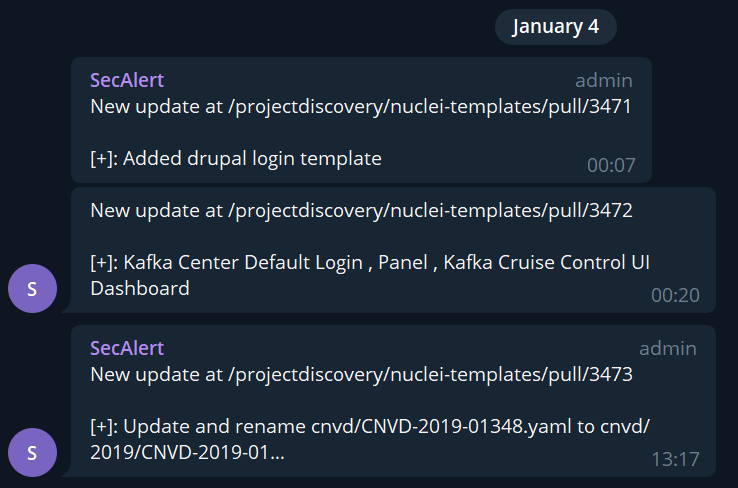 January 4
SecAlert admin
New update at /projectdiscovery/nuclei-templates/pull/3471
[+]: Added drupal login template
00:07
New update at /projectdiscovery/nuclei-templates/pull/3472
[+]: Kafka Center Default Login , Panel , Kafka Cruise Control UI
Dashboard
00:20
S
SecAlert admin
New update at /projectdiscovery/nuclei-templates/pull/3473
[+]: Update and rename cnvd/CNVD-2019-01348.yaml to cnvd/
2019/CNVD-2019-01...
13:17
S